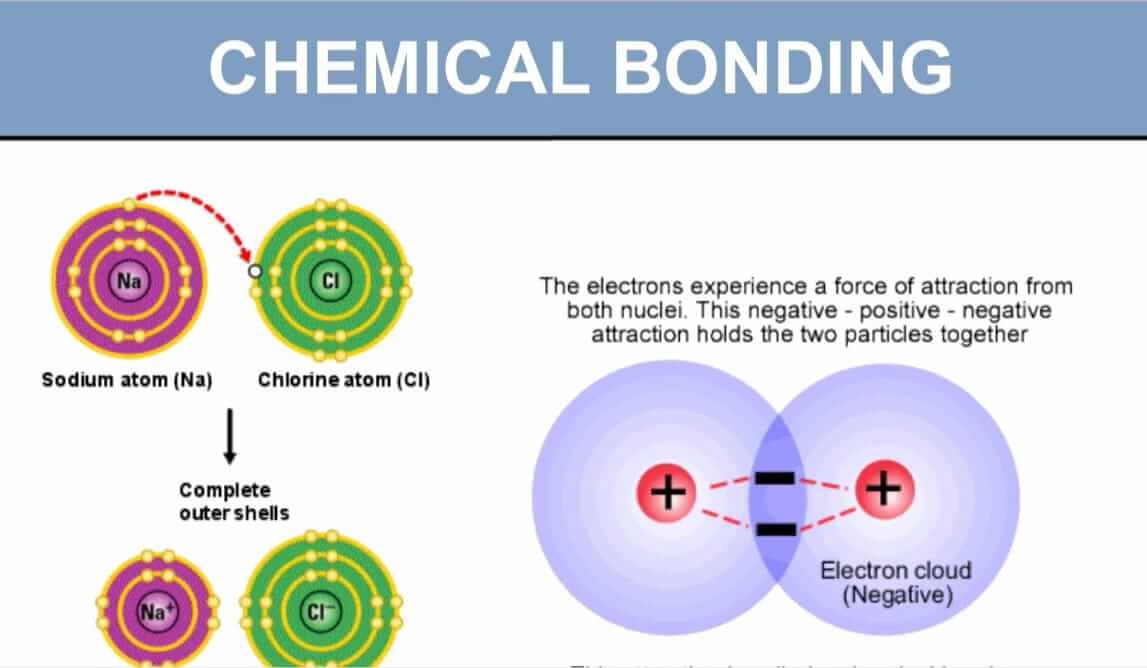 CHEMICAL BONDING
Na
Cl
Sodium atom (Na)
Chlorine atom (Cl)
Complete
outer shells
Na⁺
Cl⁻
The electrons experience a force of attraction from
both nuclei. This negative - positive - negative
attraction holds the two particles together
+
+
Electron cloud
(Negative)